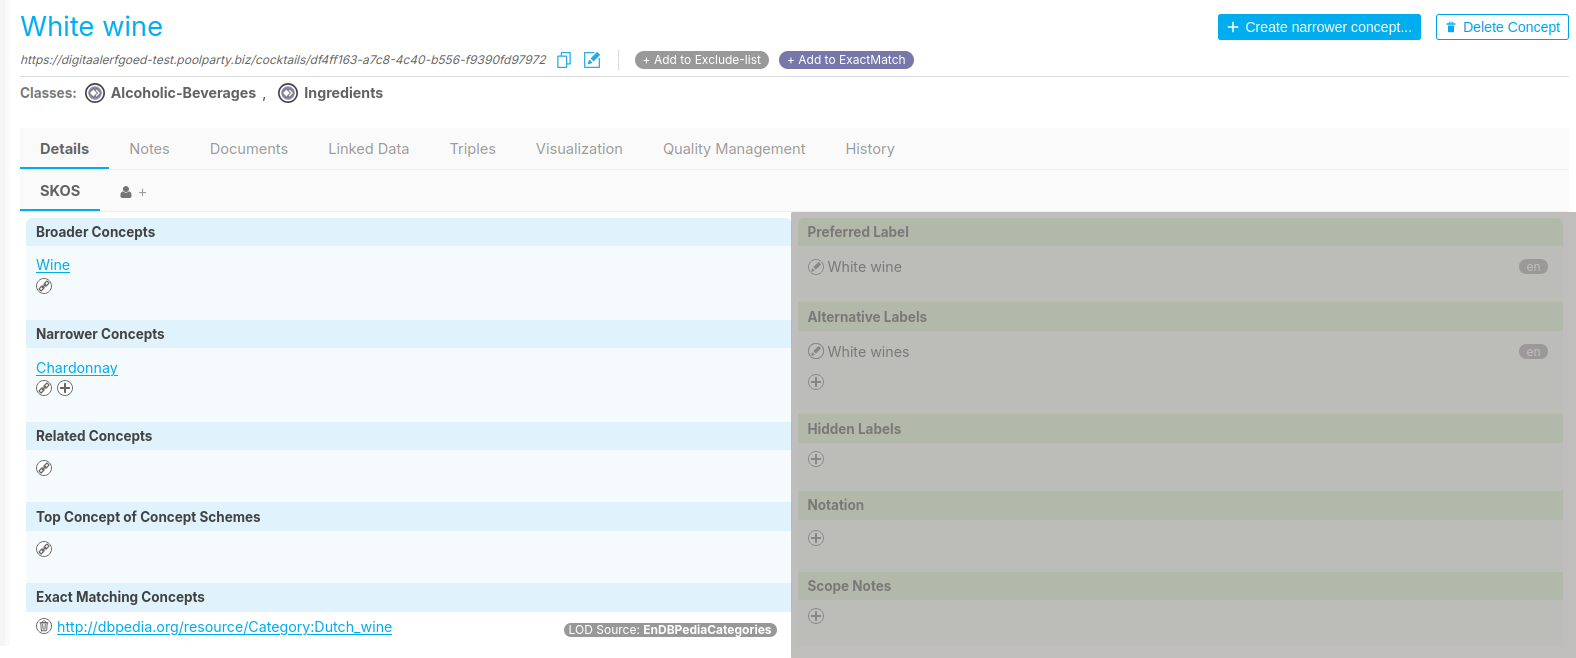 White wine
+ Create narrower concept...
Delete Concept
https://digitaalerfgoed-test.poolparty.biz/cocktails/df4ff163-a7c8-4c40-b556-f9390fd97972
+ Add to Exclude-list
+ Add to ExactMatch
Classes: Alcoholic-Beverages , Ingredients
Details Notes Documents Linked Data Triples Visualization Quality Management History
SKOS +
Broader Concepts
Wine
Narrower Concepts
Chardonnay
Related Concepts
Top Concept of Concept Schemes
Exact Matching Concepts
http://dbpedia.org/resource/Category:Dutch_wine
LOD Source: EnDBPediaCategories
Preferred Label
White wine en
Alternative Labels
White wines en
Hidden Labels
Notation
Scope Notes